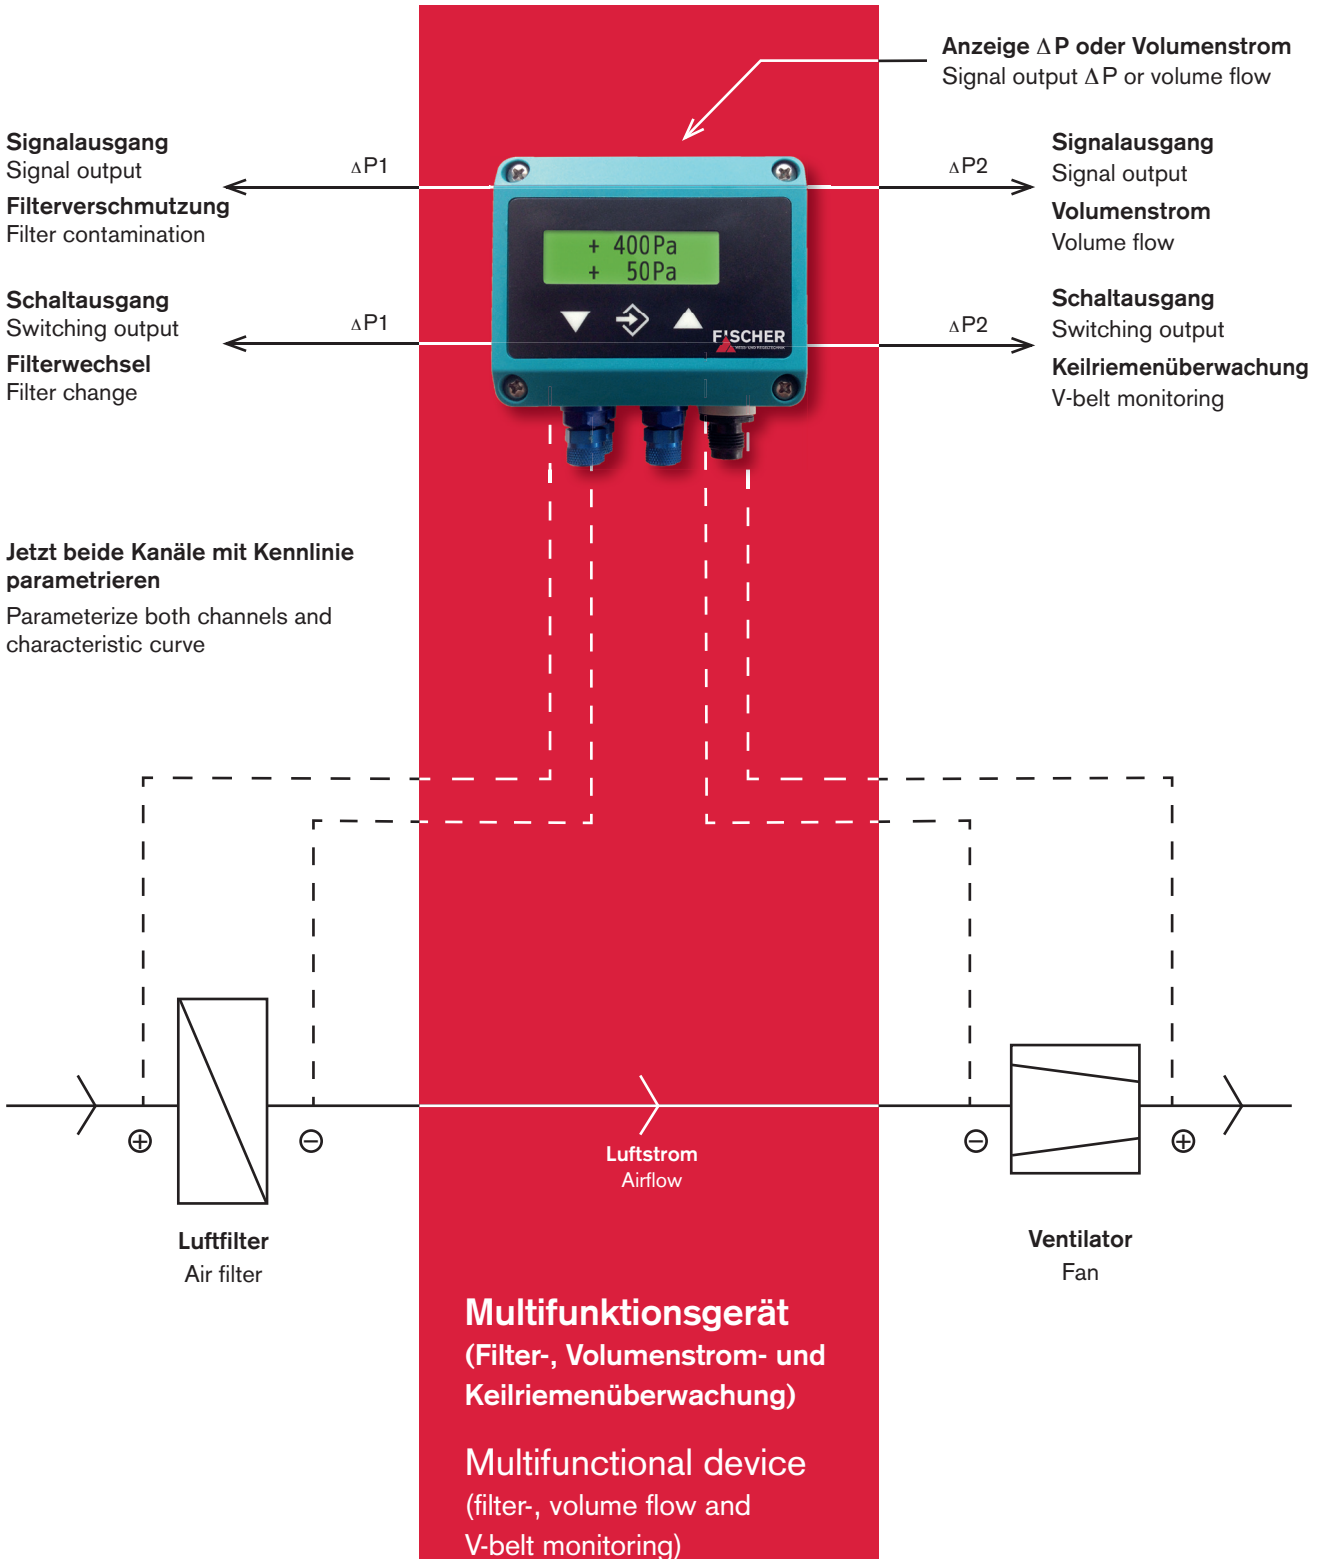 Anzeige ΔP oder Volumenstrom
Signal output ΔP or volume flow
Signalausgang
Signal output
Filterverschmutzung
Filter contamination
ΔP1
Schaltausgang
Switching output
Filterwechsel
Filter change
ΔP1
+ 400Pa
+ 50Pa
FISCHER
ΔP2
Signalausgang
Signal output
Volumenstrom
Volume flow
ΔP2
Schaltausgang
Switching output
Keilriemenüberwachung
V-belt monitoring
Jetzt beide Kanäle mit Kennlinie
parametrieren
Parameterize both channels and
characteristic curve
Luftstrom
Airflow
Luftfilter
Air filter
Ventilator
Fan
Multifunktionsgerät
(Filter-, Volumenstrom- und
Keilriemenüberwachung)
Multifunctional device
(filter-, volume flow and
V-belt monitoring)